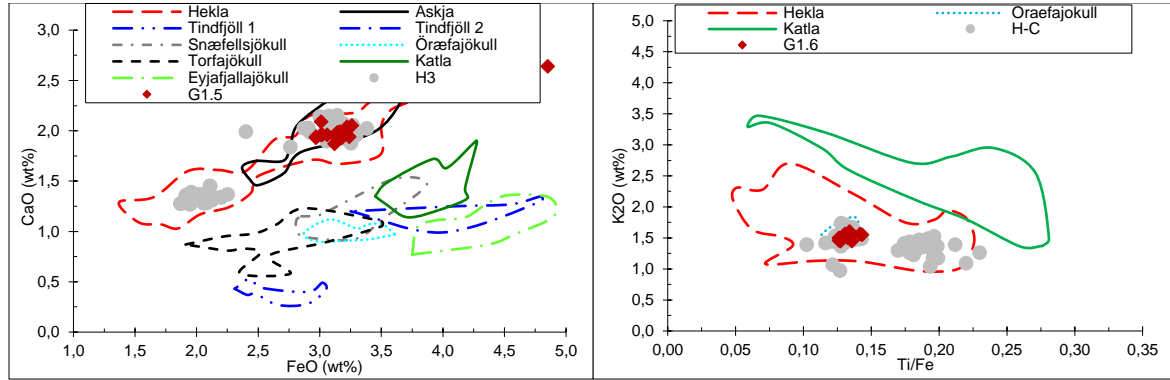 Hekla Askja
Tindfjöll 1 Tindfjöll 2
Snæfellsjökull Öræfajökull
Torfajökull Katla
Eyjafjallajökull H3
G1.5
CaO (wt%)
3,0
2,5
2,0
1,5
1,0
0,5
0,0
1,0 1,5 2,0 2,5 3,0 3,5 4,0 4,5 5,0
FeO (wt%)
Hekla Oraefajokull
Katla H-C
G1.6
K2O (wt%)
5,0
4,5
4,0
3,5
3,0
2,5
2,0
1,5
1,0
0,5
0,0
0,00 0,05 0,10 0,15 0,20 0,25 0,30 0,35
Ti/Fe